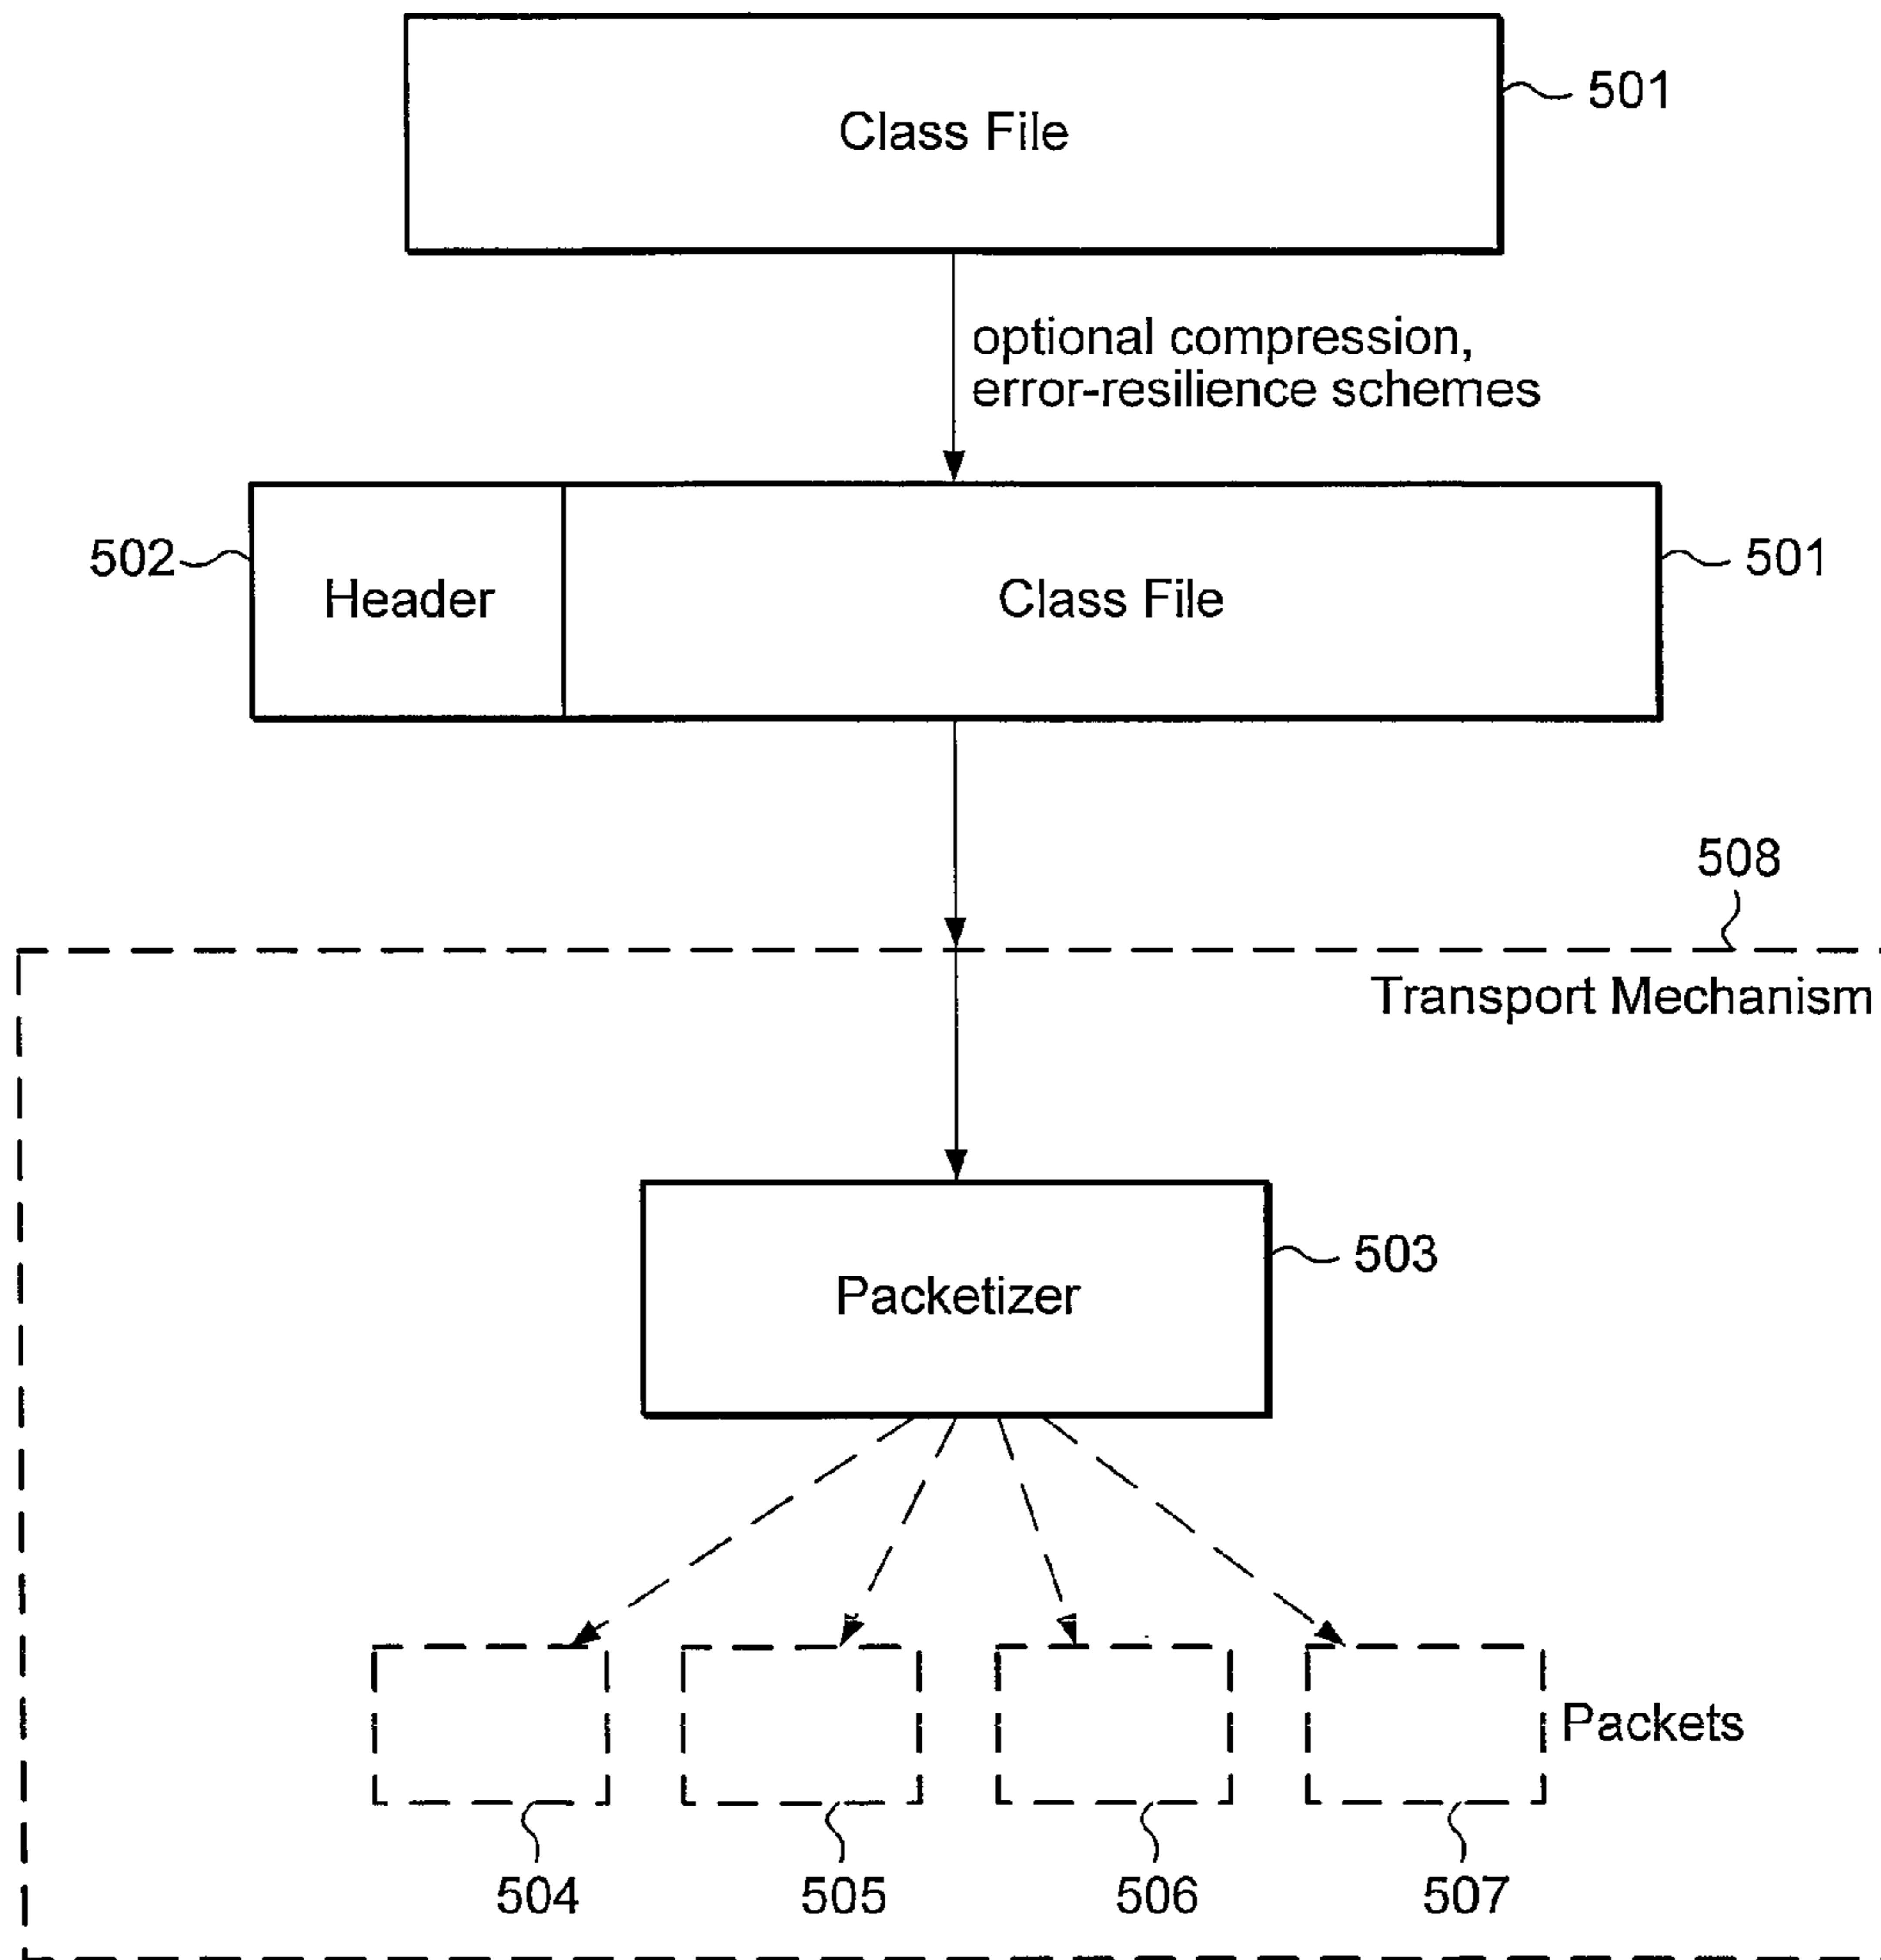 Class File
501
optional compression,
error-resilience schemes
502
Header
Class File
501
508
Transport Mechanism
Packetizer
503
Packets
504
505
506
507